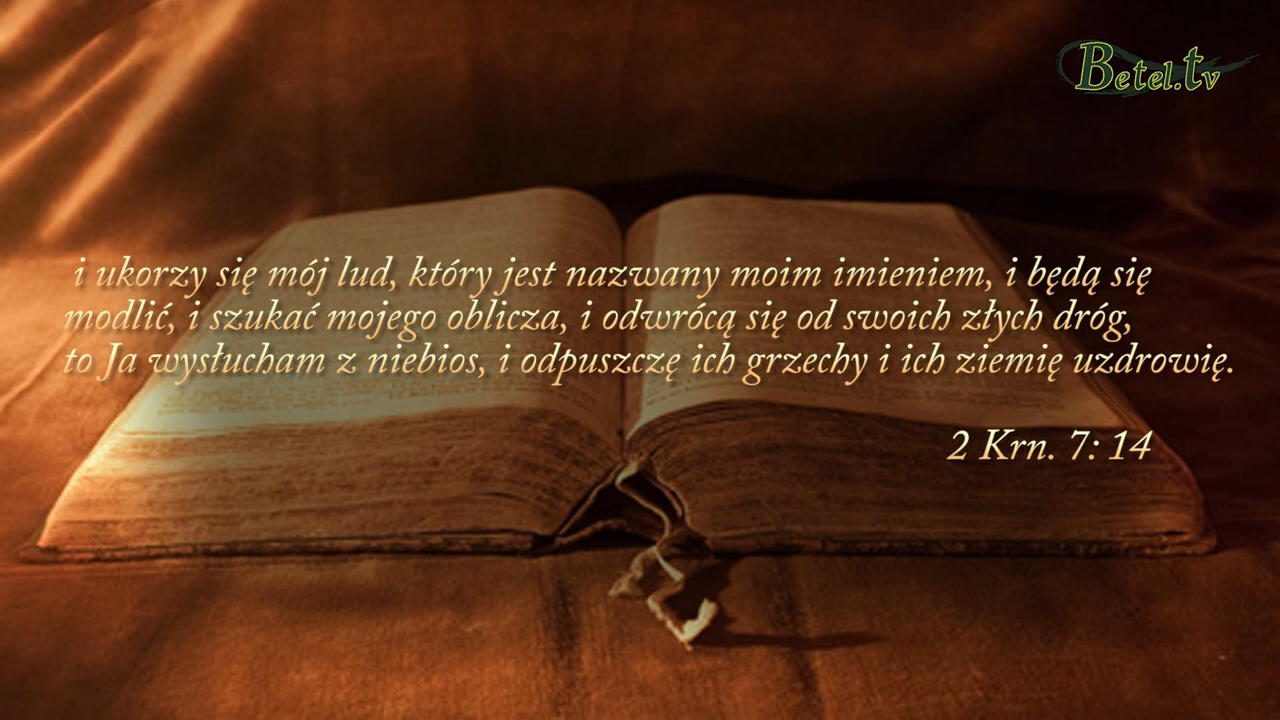 Betel.tv
i ukorzy się mój lud, który jest nazwany moim imieniem, i będą się
modlić, i szukać mojego oblicza, i odwrócą się od swoich złych dróg,
to Ja wysłucham z niebios, i odpuszczę ich grzechy i ich ziemię uzdrowię.
2 Krn. 7: 14